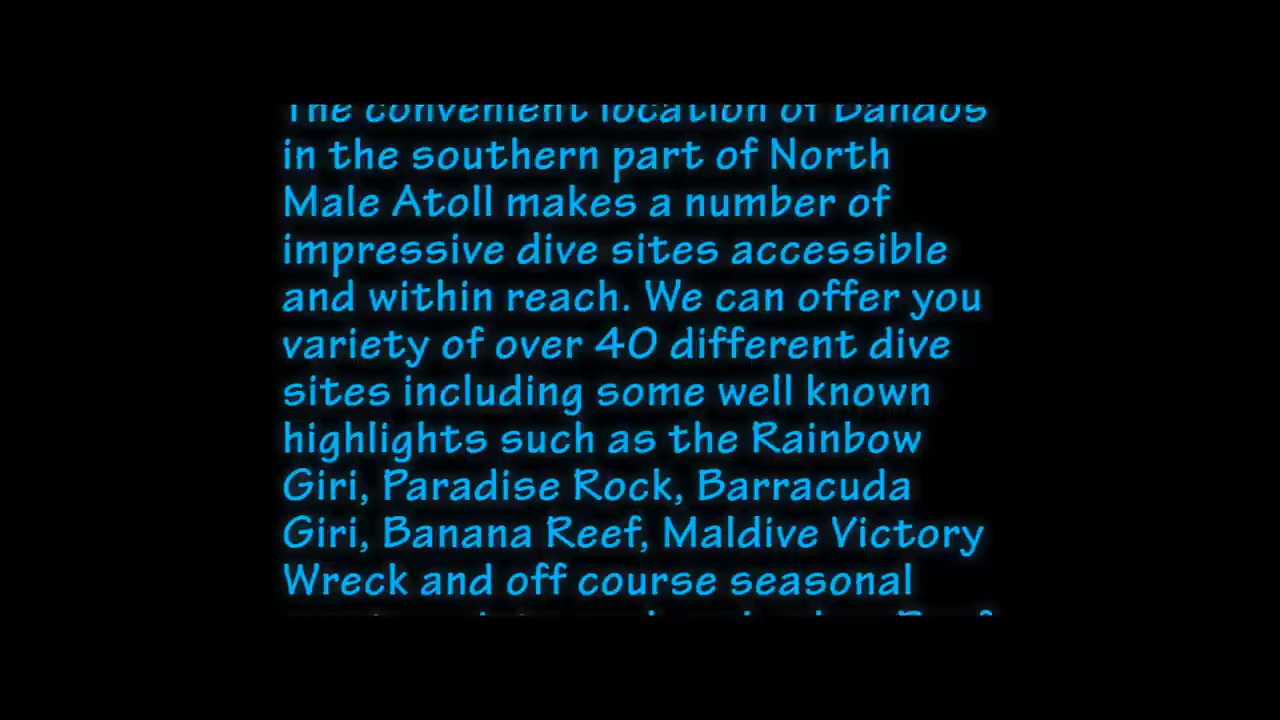 The convenient location of Bandos
in the southern part of North
Male Atoll makes a number of
impressive dive sites accessible
and within reach. We can offer you
variety of over 40 different dive
sites including some well known
highlights such as the Rainbow
Giri, Paradise Rock, Barracuda
Giri, Banana Reef, Maldive Victory
Wreck and off course seasonal